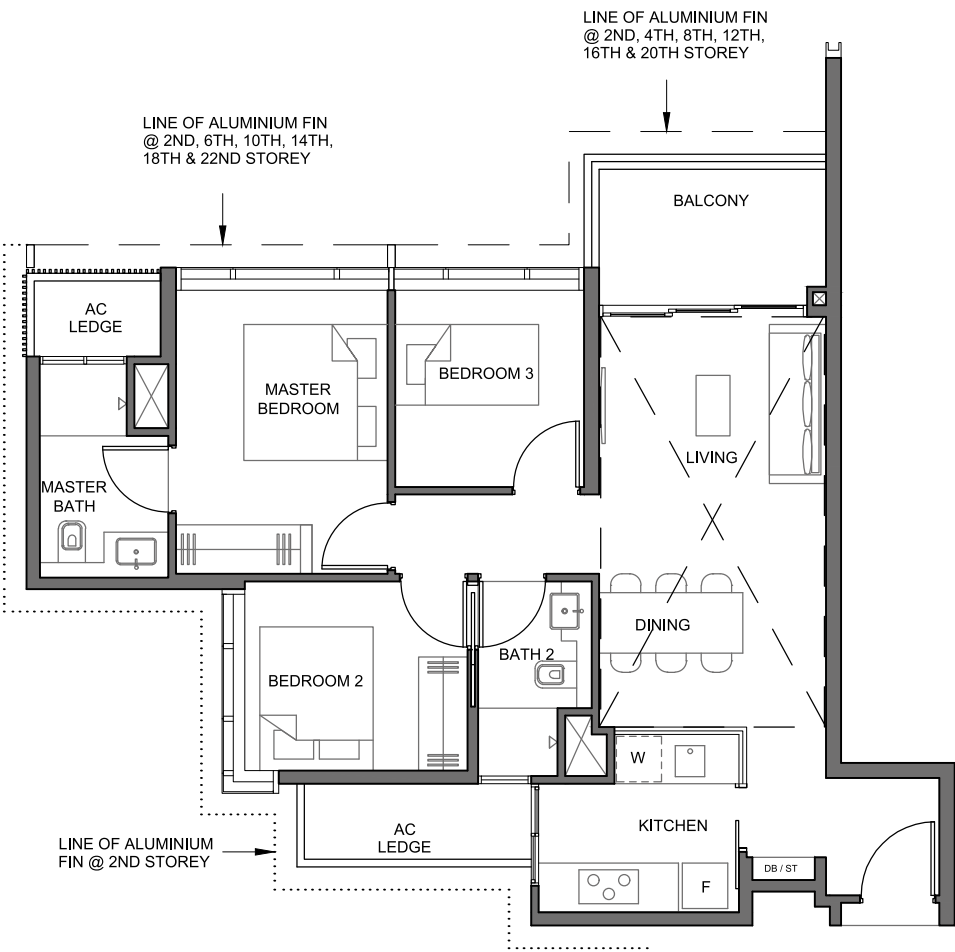 LINE OF ALUMINIUM FIN
@ 2ND, 4TH, 8TH, 12TH,
16TH & 20TH STOREY
LINE OF ALUMINIUM FIN
@ 2ND, 6TH, 10TH, 14TH,
18TH & 22ND STOREY
BALCONY
AC
LEDGE
MASTER
BEDROOM
BEDROOM 3
LIVING
MASTER
BATH
DINING
BATH 2
BEDROOM 2
W
KITCHEN
AC
LEDGE
LINE OF ALUMINIUM
FIN @ 2ND STOREY
DB / ST
F